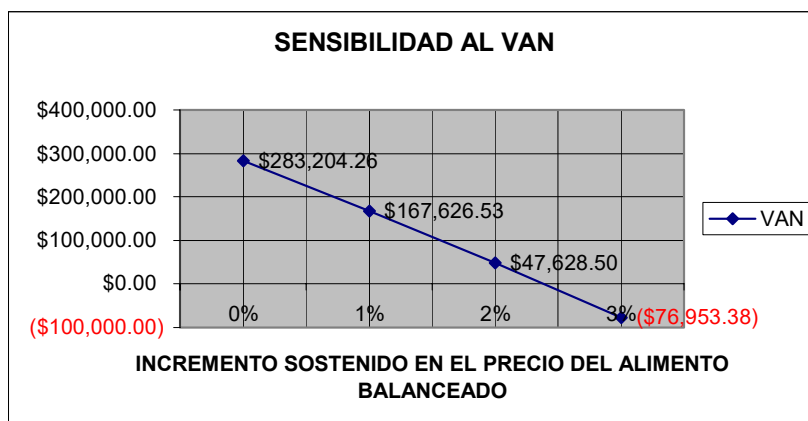 SENSIBILIDAD AL VAN
$400,000.00
$300,000.00
$200,000.00
$100,000.00
$0.00
($100,000.00)
$283,204.26
$167,626.53
$47,628.50
($76,953.38)
0% 1% 2% 3%
VAN
INCREMENTO SOSTENIDO EN EL PRECIO DEL ALIMENTO
BALANCEADO